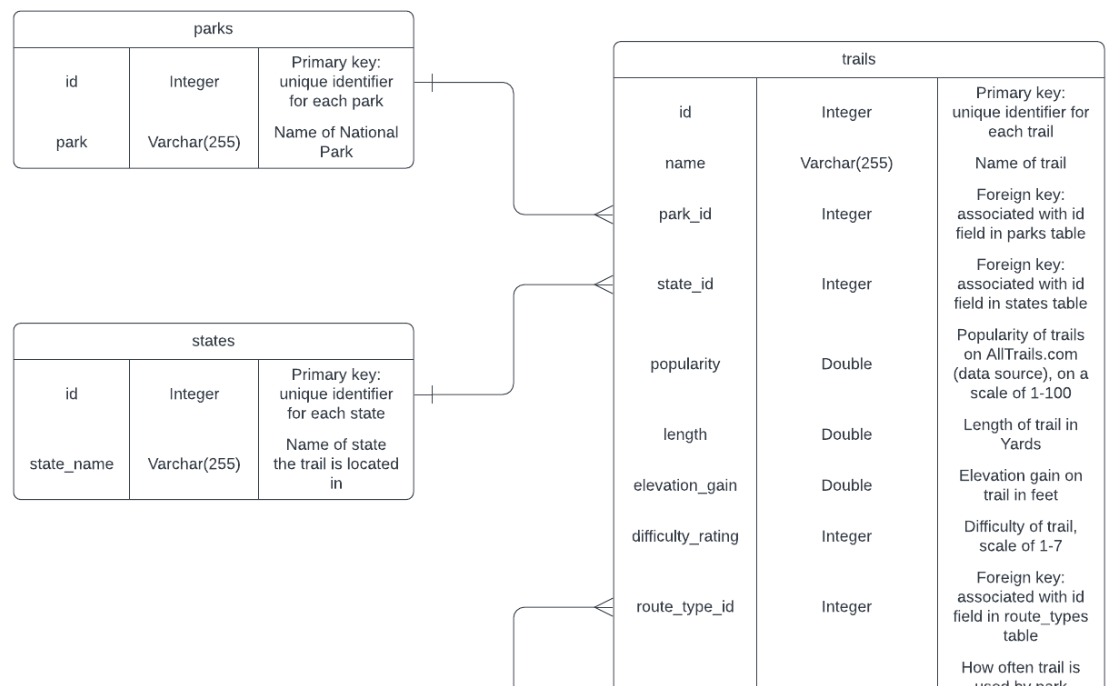 parks
id
Integer
Primary key:
unique identifier
for each park
park
Varchar(255)
Name of National
Park
states
id
Integer
Primary key:
unique identifier
for each state
state_name
Varchar(255)
Name of state
the trail is located
in
trails
id
Integer
Primary key:
unique identifier for
each trail
name
Varchar(255)
Name of trail
park_id
Integer
Foreign key:
associated with id
field in parks table
state_id
Integer
Foreign key:
associated with id
field in states table
popularity
Double
Popularity of trails
on AllTrails.com
(data source), on a
scale of 1-100
length
Double
Length of trail in
Yards
elevation_gain
Double
Elevation gain on
trail in feet
difficulty_rating
Integer
Difficulty of trail,
scale of 1-7
route_type_id
Integer
Foreign key:
associated with id
field in route_types
table
How often trail is
used by park